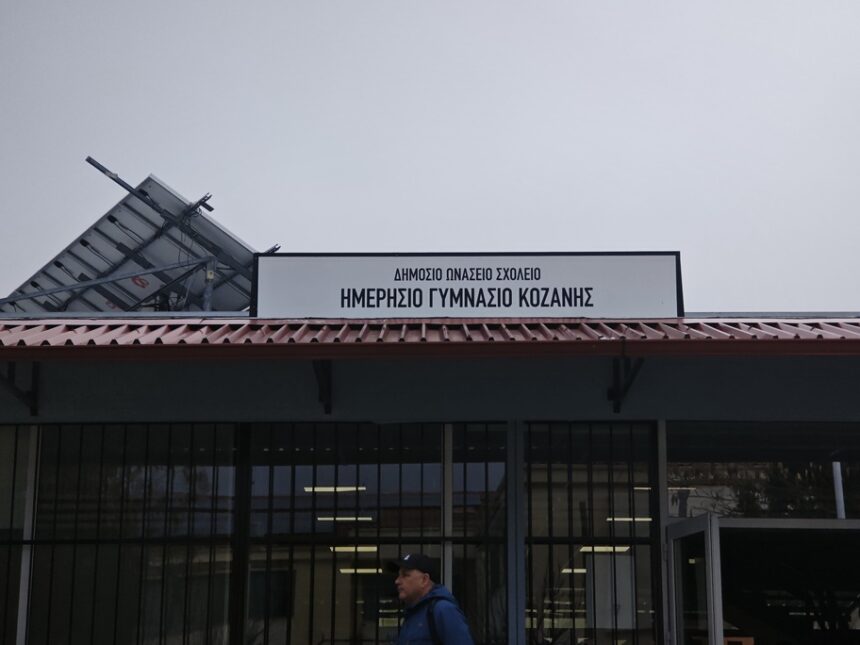 ΔΗΜΟΣΙΟ ΩΝΑΣΕΙΟ ΣΧΟΛΕΙΟ
ΗΜΕΡΗΣΙΟ ΓΥΜΝΑΣΙΟ ΚΟΖΑΝΗΣ